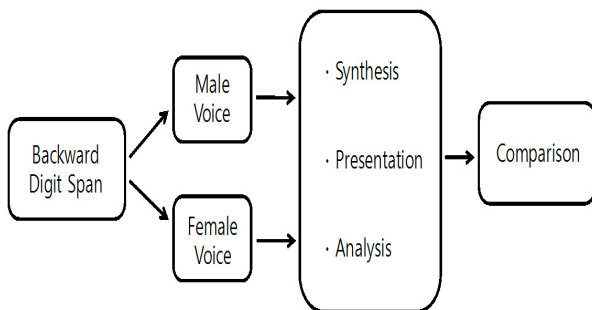 Backward
Digit Span
Male
Voice
Female
Voice
· Synthesis
· Presentation
· Analysis
Comparison